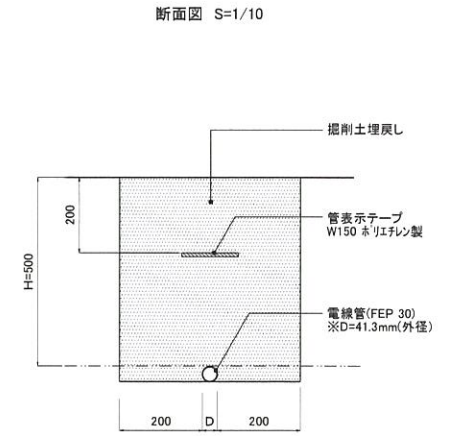 断面図 S=1/10
掘削土埋戻し
200
管表示テープ
W150 ﾎﾟﾘｴﾁﾚﾝ製
H=500
電線管(FEP 30)
※D=41.3mm(外径)
200 D 200